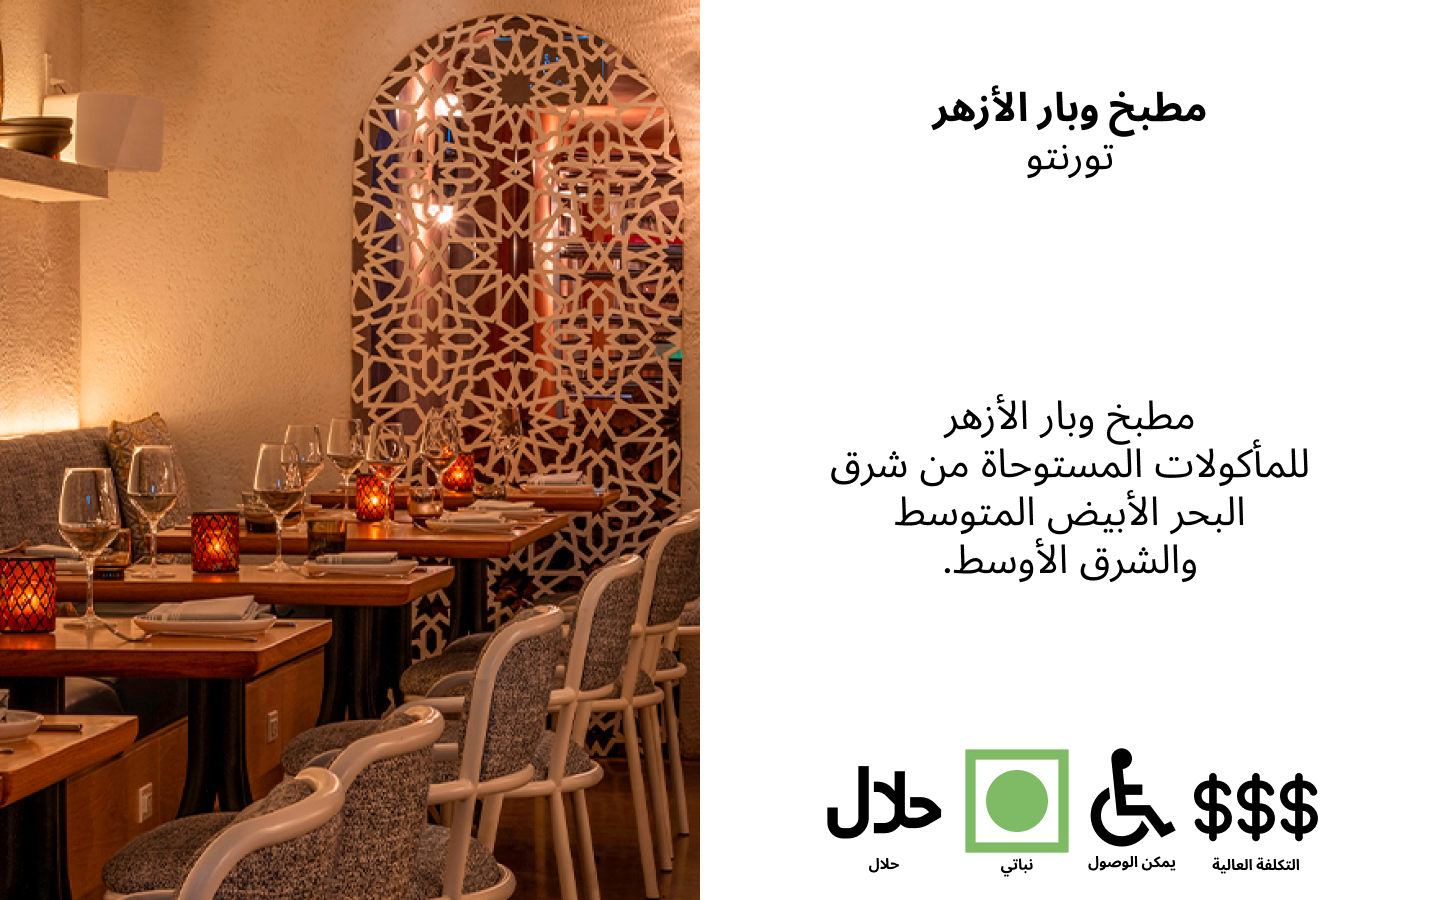 مطبخ وبار الأزهر
تورنتو
مطبخ وبار الأزهر
للمأكولات المستوحاة من شرق
البحر الأبيض المتوسط
والشرق الأوسط.
$$$
حلال
التكلفة العالية
يمكن الوصول
نباتي
حلال